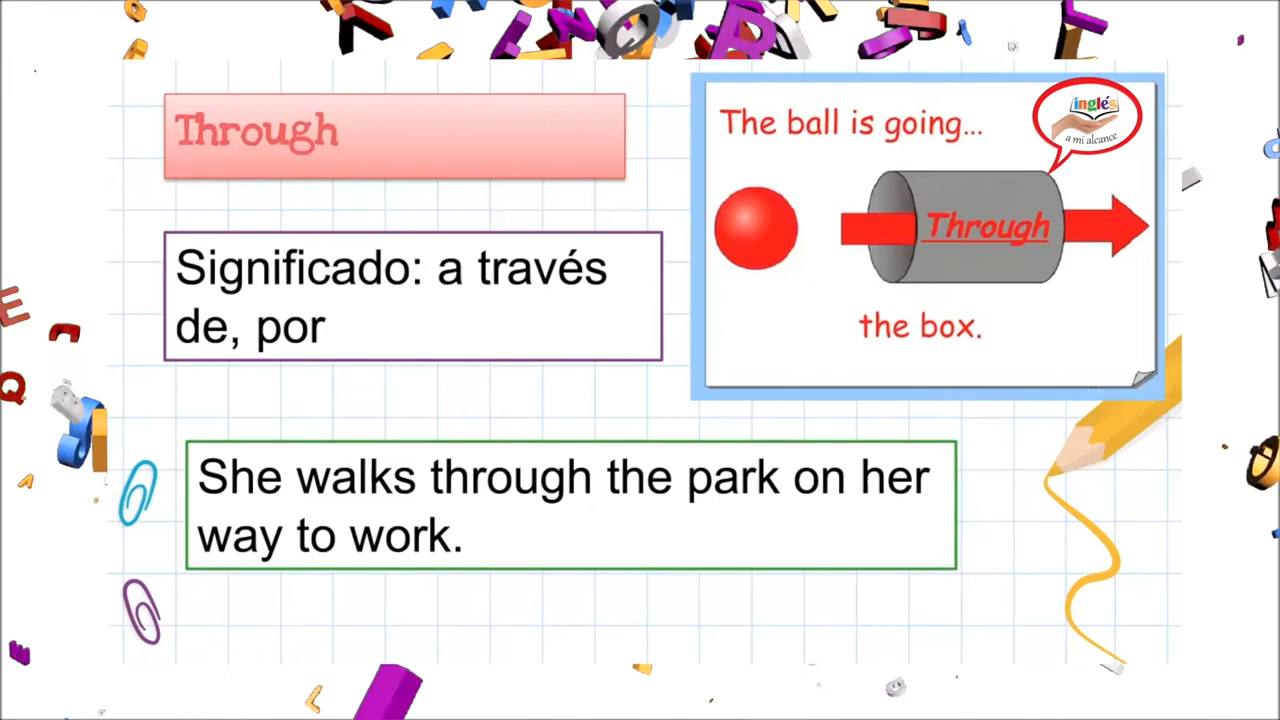 Through
Significado: a través
de, por
The ball is going...
inglés
a mi alcance
Through
the box.
She walks through the park on her
way to work.